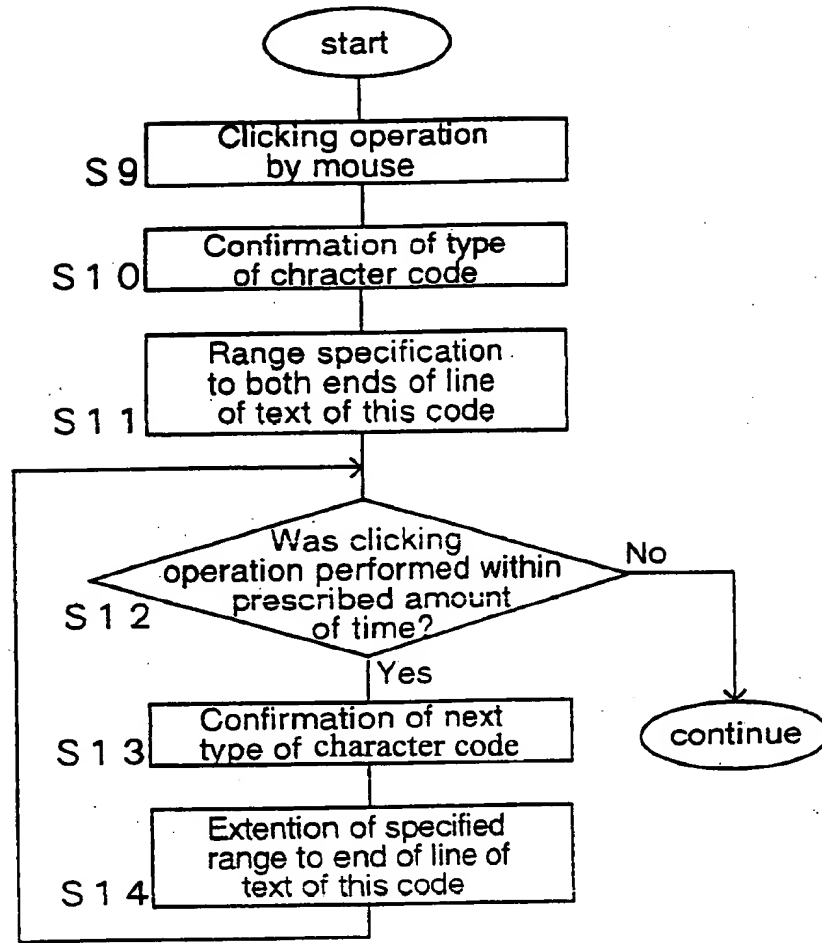 start
Clicking operation
by mouse
S9
Confirmation of type
of chracter code
S10
Range specification
to both ends of line
of text of this code
S11
Was clicking
operation performed within
prescribed amount
of time?
S12
No
Yes
Confirmation of next
type of character code
S13
continue
Extention of specified
range to end of line of
text of this code
S14